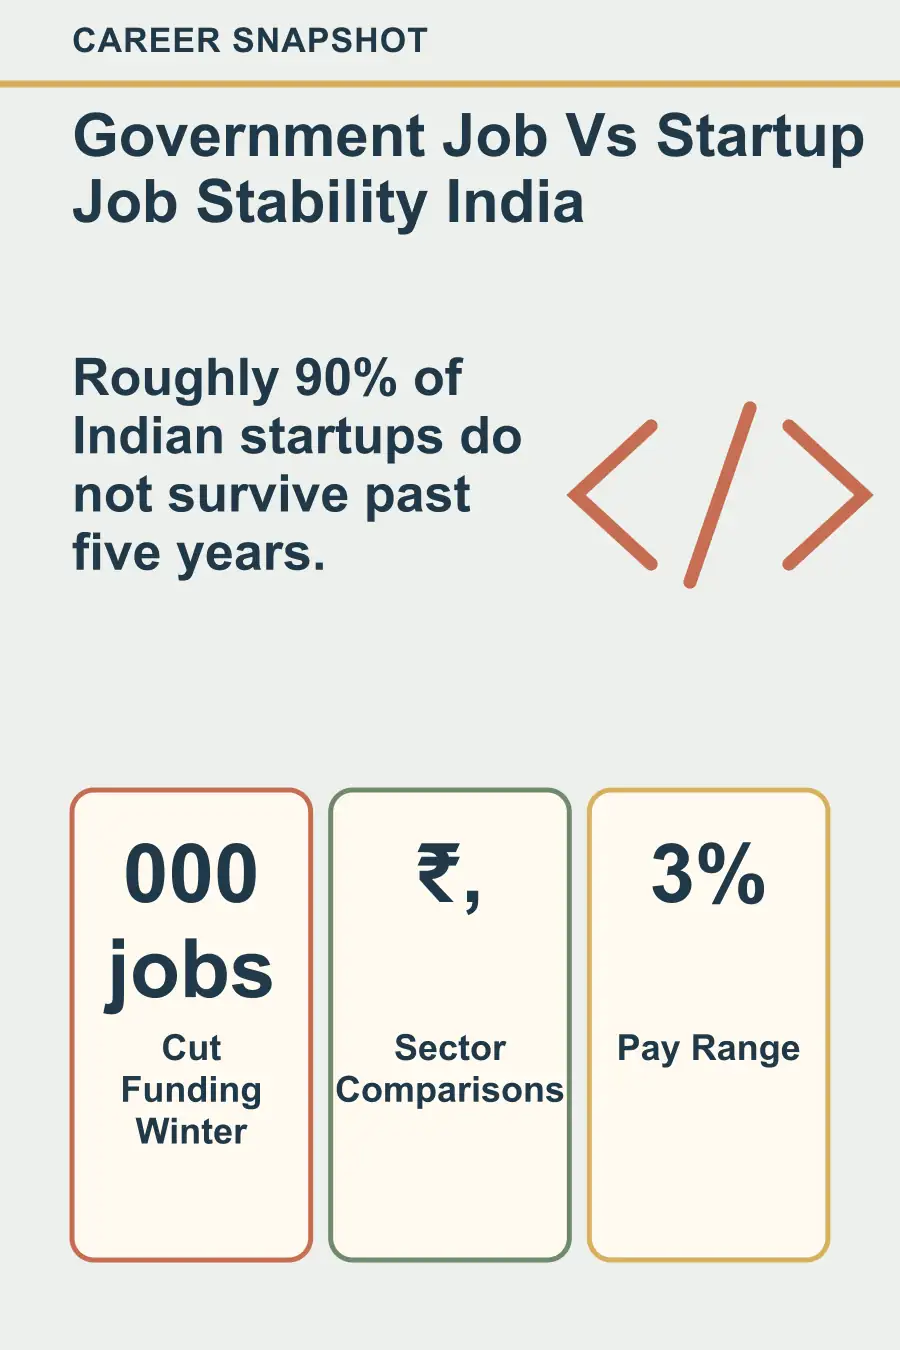 CAREER SNAPSHOT
Government Job Vs Startup
Job Stability India
Roughly 90% of
Indian startups do
not survive past
five years.
000
jobs
Cut
Funding
Winter
₹,
Sector
Comparisons
3%
Pay Range